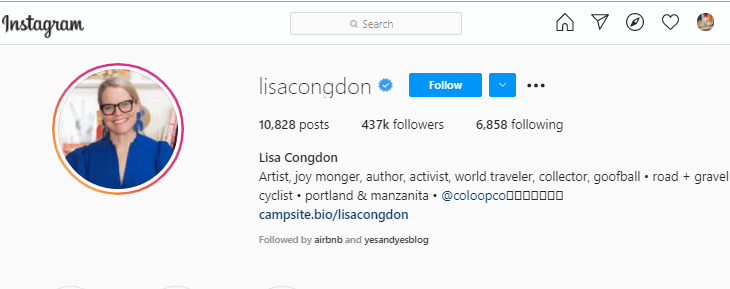 Instagram
Search
lisacongdon Follow
10,828 posts 437k followers 6,858 following
Lisa Congdon
Artist, joy monger, author, activist, world traveler, collector, goofball • road + gravel
cyclist • portland & manzanita • @coloopco▯▯▯▯▯▯▯
campsite.bio/lisacongdon
Followed by airbnb and yesandyesblog